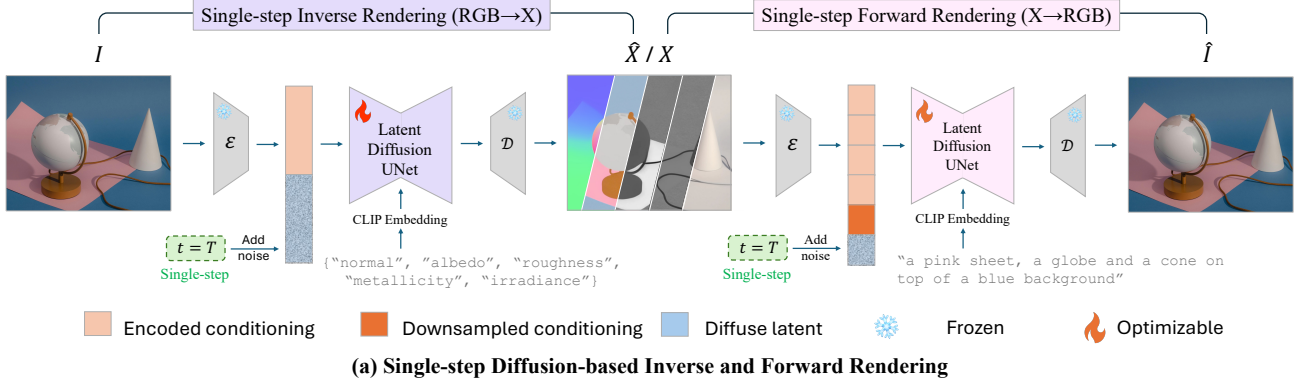 Single-step Inverse Rendering (RGB→X)
Single-step Forward Rendering (X→RGB)
I
X̂ / X
Î
ℰ
Latent
Diffusion
UNet
𝒟
ℰ
Latent
Diffusion
UNet
𝒟
CLIP Embedding
CLIP Embedding
t = T
Add
noise
Single-step
{“normal”, “albedo”, “roughness”,
“metallicity”, “irradiance”}
t = T
Add
noise
Single-step
“a pink sheet, a globe and a cone on
top of a blue background”
Encoded conditioning
Downsampled conditioning
Diffuse latent
Frozen
Optimizable
(a) Single-step Diffusion-based Inverse and Forward Rendering